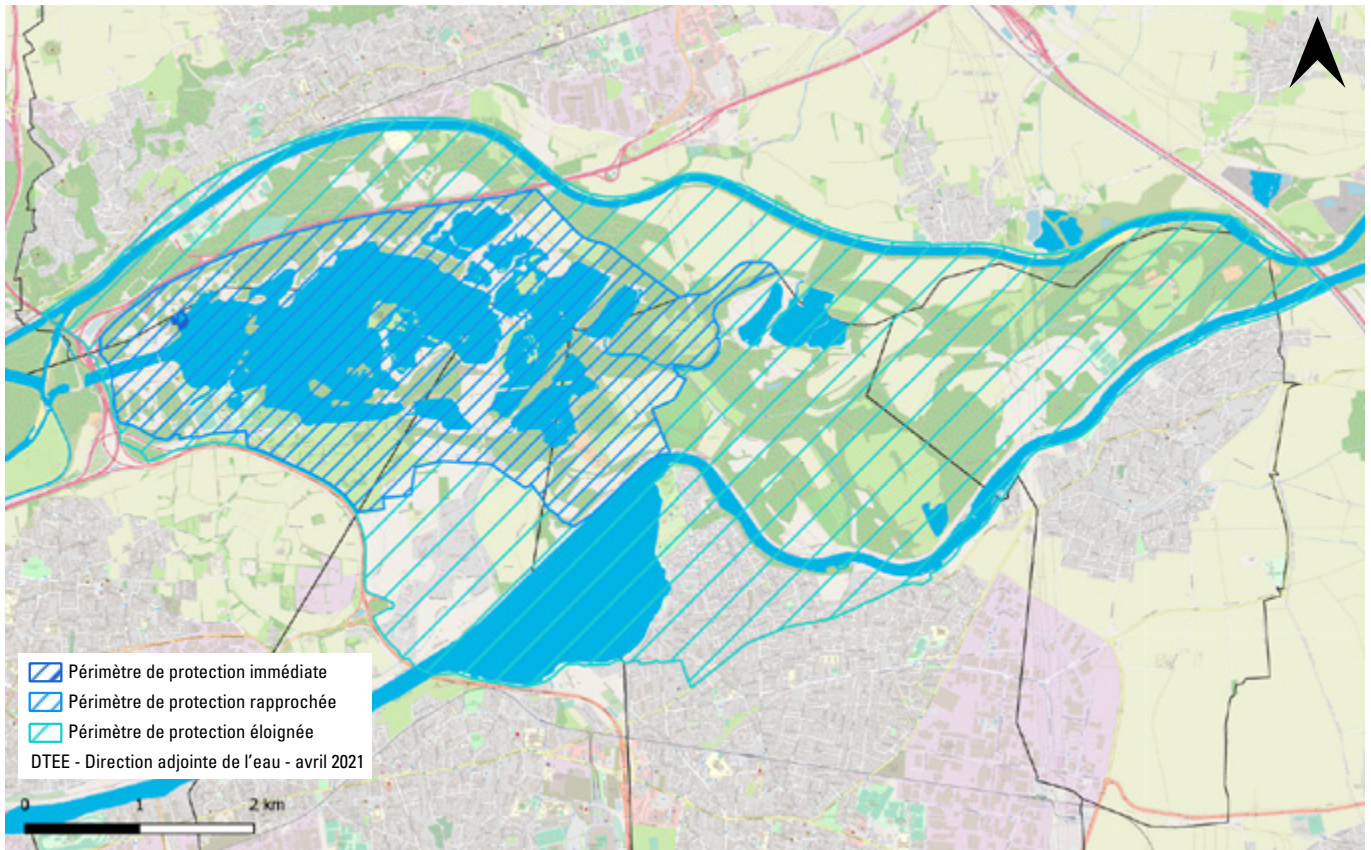 Périmètre de protection immédiate
Périmètre de protection rapprochée
Périmètre de protection éloignée
DTEE - Direction adjointe de l'eau - avril 2021
0 1 2 km